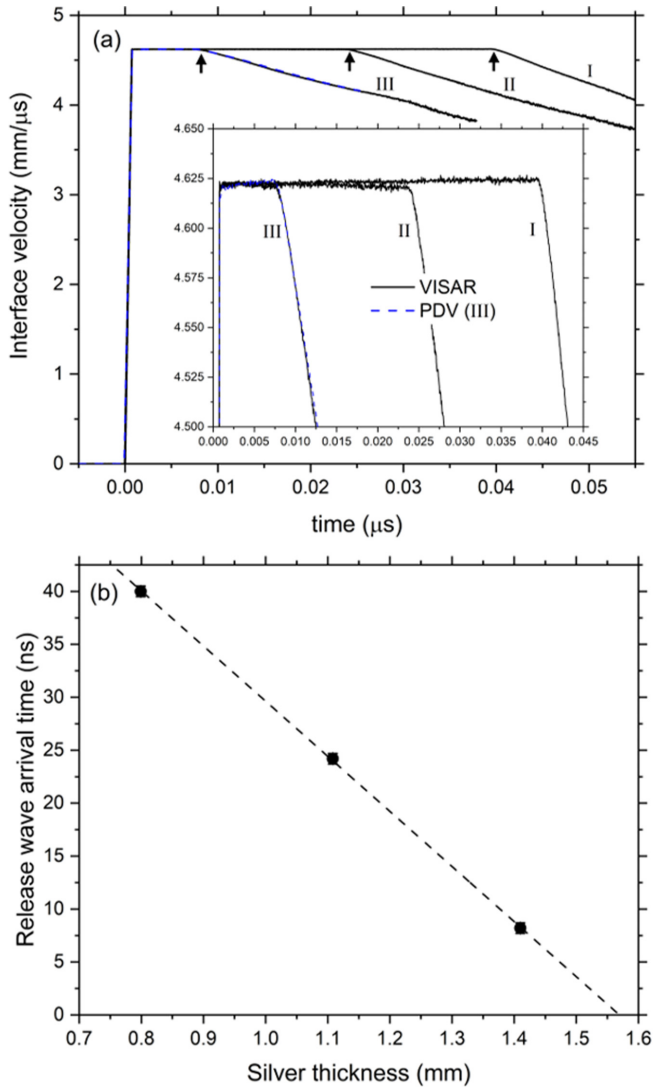 (a)
Interface velocity (mm/μs)
5
4
3
2
1
0
I
II
III
4.650
4.625
4.600
4.575
4.550
4.525
4.500
III
II
I
VISAR
PDV (III)
0.000 0.005 0.010 0.015 0.020 0.025 0.030 0.035 0.040 0.045
0.00 0.01 0.02 0.03 0.04 0.05
time (μs)
(b)
Release wave arrival time (ns)
40
35
30
25
20
15
10
5
0
0.7 0.8 0.9 1.0 1.1 1.2 1.3 1.4 1.5 1.6
Silver thickness (mm)